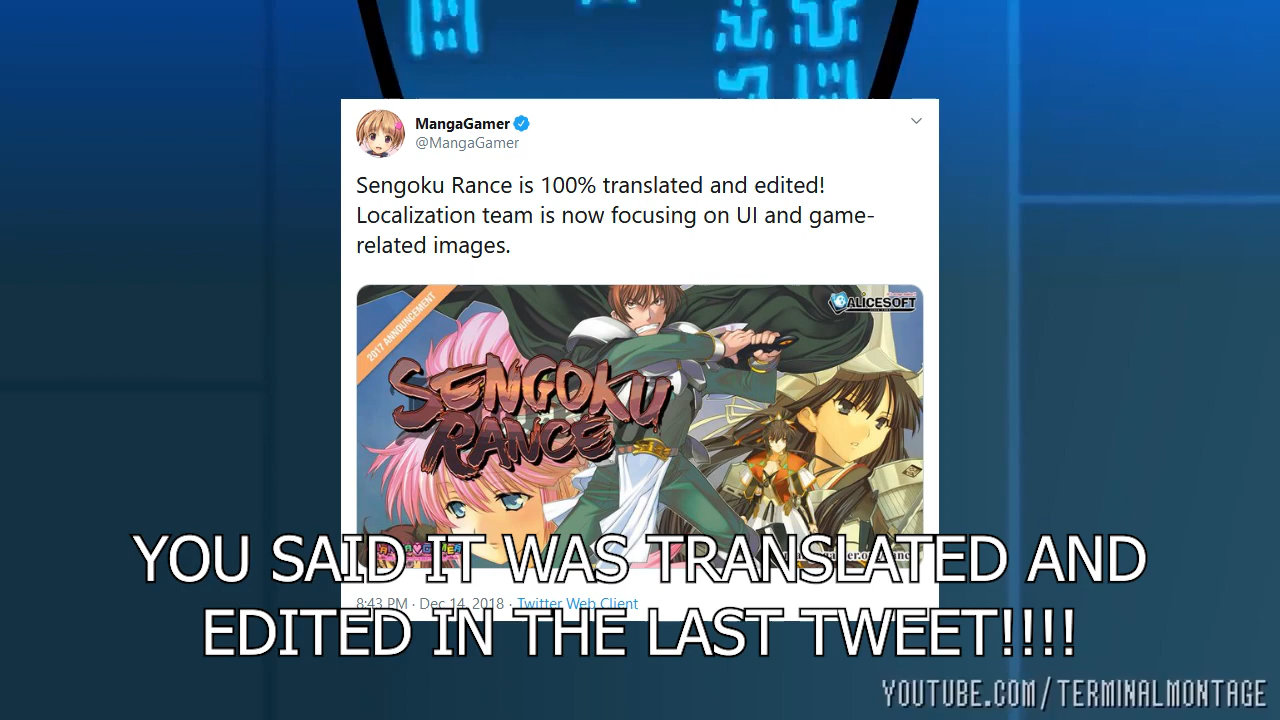 MangaGamer
@MangaGamer
Sengoku Rance is 100% translated and edited!
Localization team is now focusing on UI and game-
related images.
2017 ANNOUNCEMENT
ALICESOFT
SENGOKU
RANCE
YOU SAID IT WAS TRANSLATED AND
8:43 PM · Dec 14, 2018 · Twitter Web Client
EDITED IN THE LAST TWEET!!!!
YOUTUBE.COM/TERMINALMONTAGE